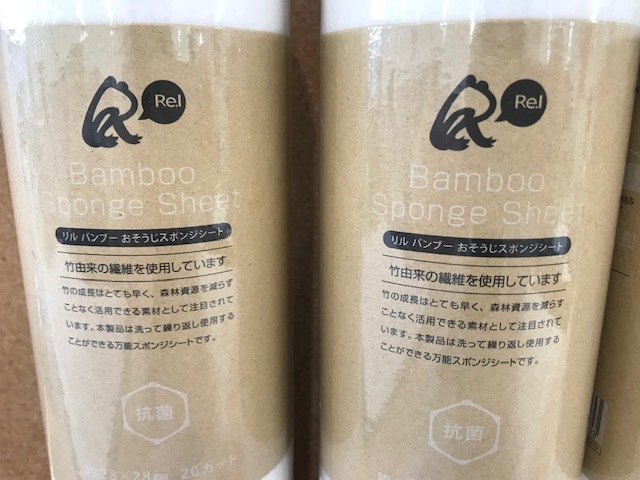 Re.l
Bamboo
Sponge Sheet
リル バンブー おそうじスポンジシート
竹由来の繊維を使用しています
竹の成長はとても早く、森林資源を減らす
ことなく活用できる素材として注目されて
います。本製品は洗って繰り返し使用する
ことができる万能スポンジシートです。
抗菌
28×28cm 20カット
Re.l
Bamboo
Sponge Sheet
リル バンブー おそうじスポンジシート
竹由来の繊維を使用しています
竹の成長はとても早く、森林資源を減らす
ことなく活用できる素材として注目されて
います。本製品は洗って繰り返し使用する
ことができる万能スポンジシートです。
抗菌